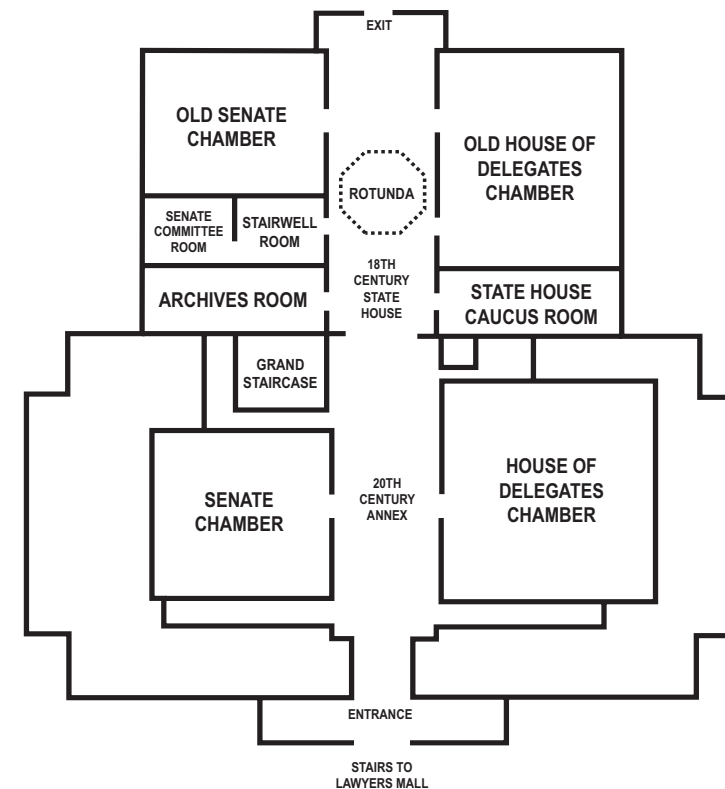 EXIT
OLD SENATE
CHAMBER
OLD HOUSE OF
DELEGATES
CHAMBER
ROTUNDA
SENATE
COMMITTEE
ROOM
STAIRWELL
ROOM
18TH
CENTURY
STATE
HOUSE
ARCHIVES ROOM
STATE HOUSE
CAUCUS ROOM
GRAND
STAIRCASE
SENATE
CHAMBER
20TH
CENTURY
ANNEX
HOUSE OF
DELEGATES
CHAMBER
ENTRANCE
STAIRS TO
LAWYERS MALL